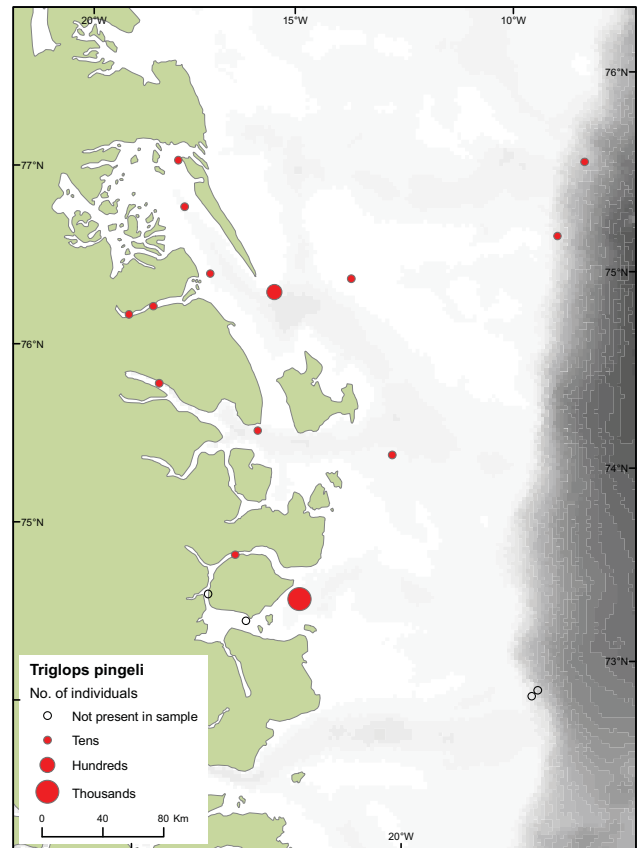 20°W 15°W 10°W
76°N
77°N
75°N
76°N
74°N
75°N
73°N
Triglops pingeli
No. of individuals
Not present in sample
Tens
Hundreds
Thousands
0 40 80 Km
20°W